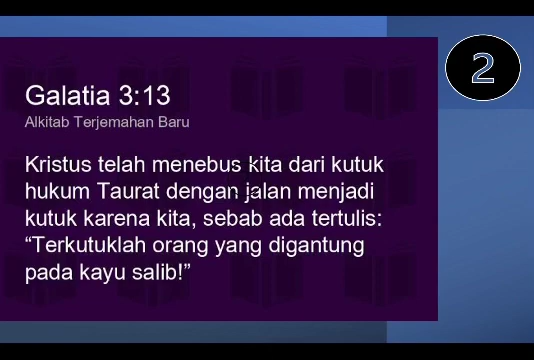 Galatia 3:13
Alkitab Terjemahan Baru
Kristus telah menebus kita dari kutuk
hukum Taurat dengan jalan menjadi
kutuk karena kita, sebab ada tertulis:
“Terkutuklah orang yang digantung
pada kayu salib!”
2